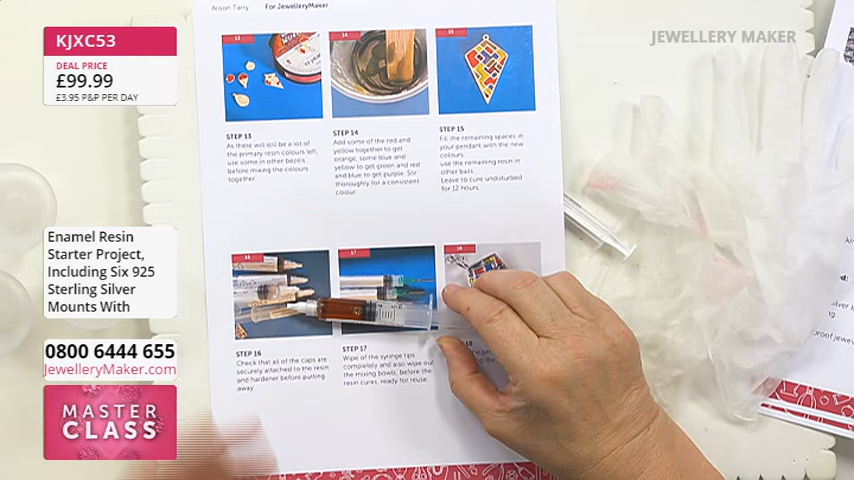 KJXC53
DEAL PRICE
£99.99
£3.95 P&P PER DAY
Enamel Resin
Starter Project,
Including Six 925
Sterling Silver
Mounts With
0800 6444 655
JewelleryMaker.com
MASTER
CLASS
JEWELLERY MAKER
Alison Tarry
For JewelleryMaker
13
14
15
STEP 13
As there will still be a lot of
the primary resin colours left,
use some in other bezels
before mixing the colours
together.
STEP 14
Add some of the red and
yellow together to get
orange, some blue and
yellow to get green and red
and blue to get purple. Stir
thoroughly for a consistent
colour.
STEP 15
Fill the remaining spaces in
your pendant with the new
colours.
use the remaining resin in
other bails.
Leave to cure undisturbed
for 12 hours.
16
17
18
STEP 16
Check that all of the caps are
securely attached to the resin
and hardener before putting
away.
STEP 17
Wipe of the syringe tips
completely and also wipe out
the mixing bowls, before the
resin cures, ready for reuse.